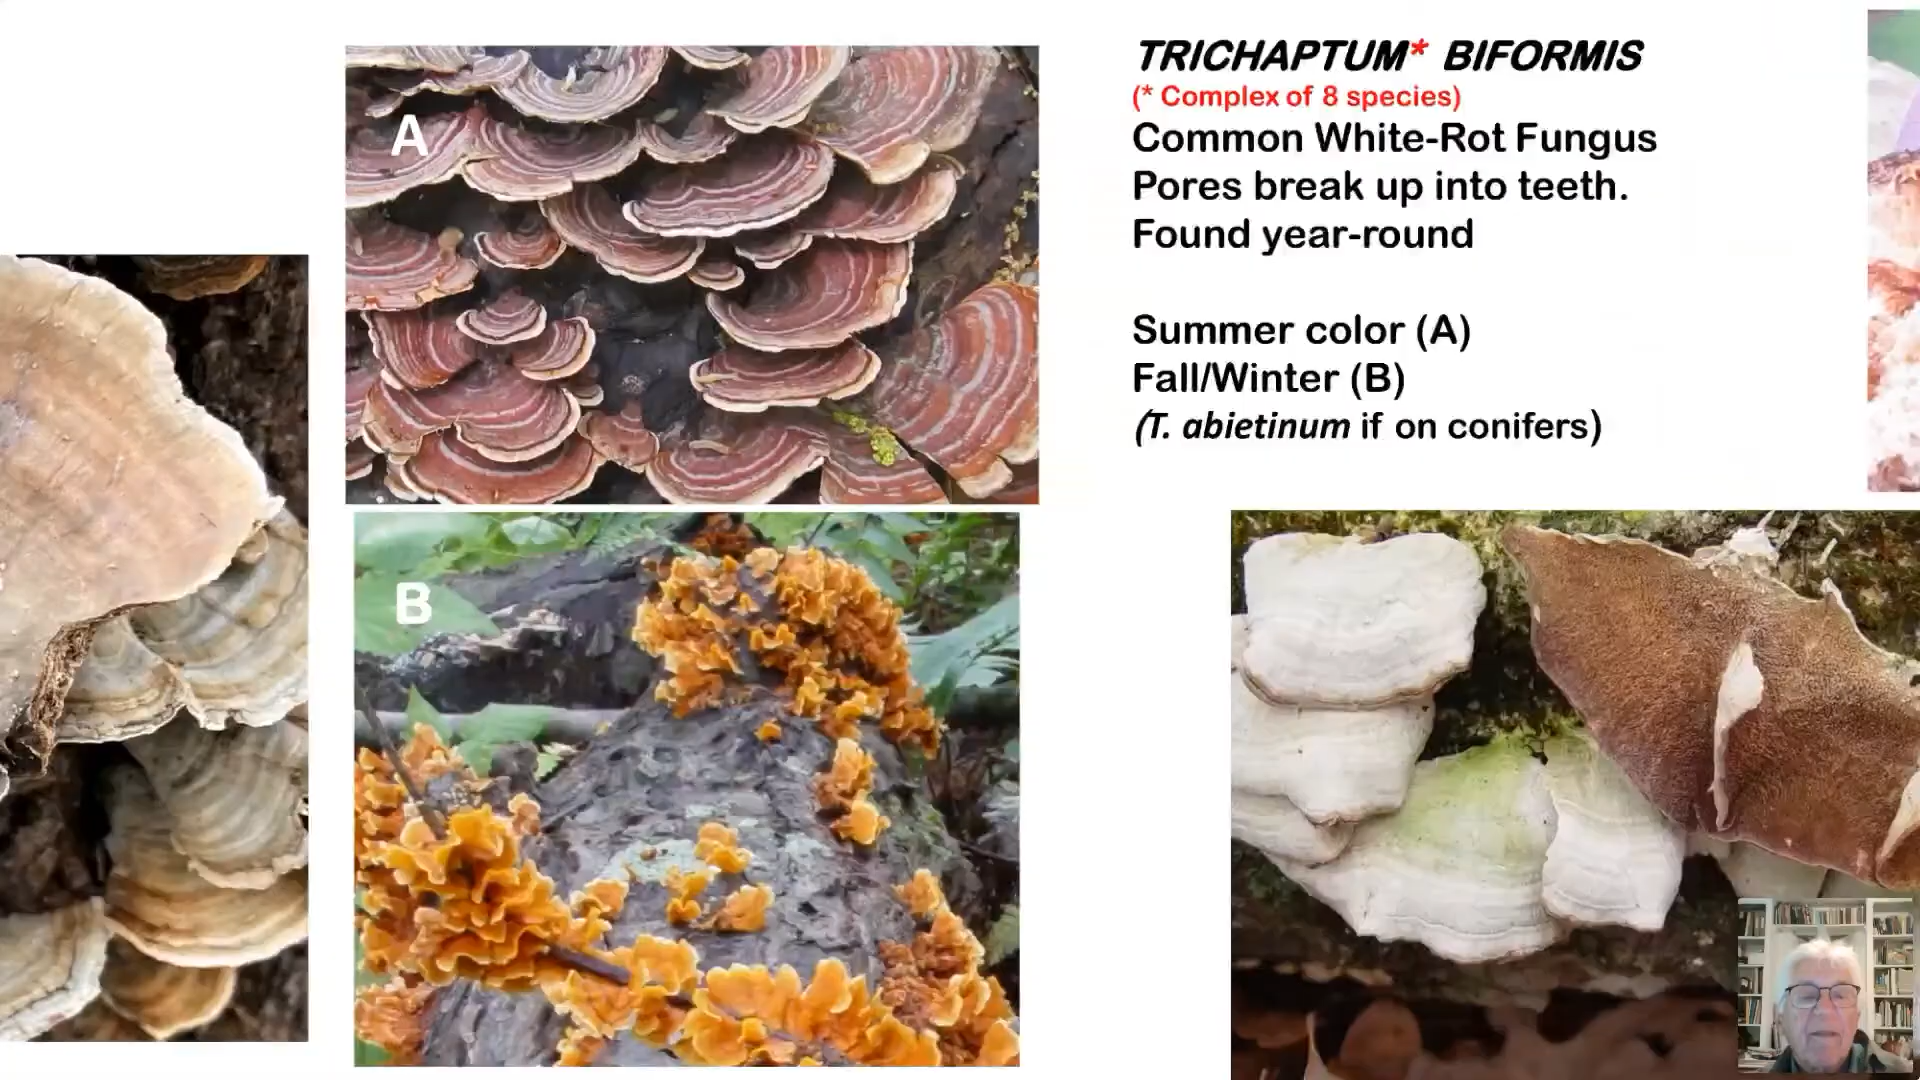 A
B
TRICHAPTUM* BIFORMIS
(* Complex of 8 species)
Common White-Rot Fungus
Pores break up into teeth.
Found year-round
Summer color (A)
Fall/Winter (B)
(T. abietinum if on conifers)